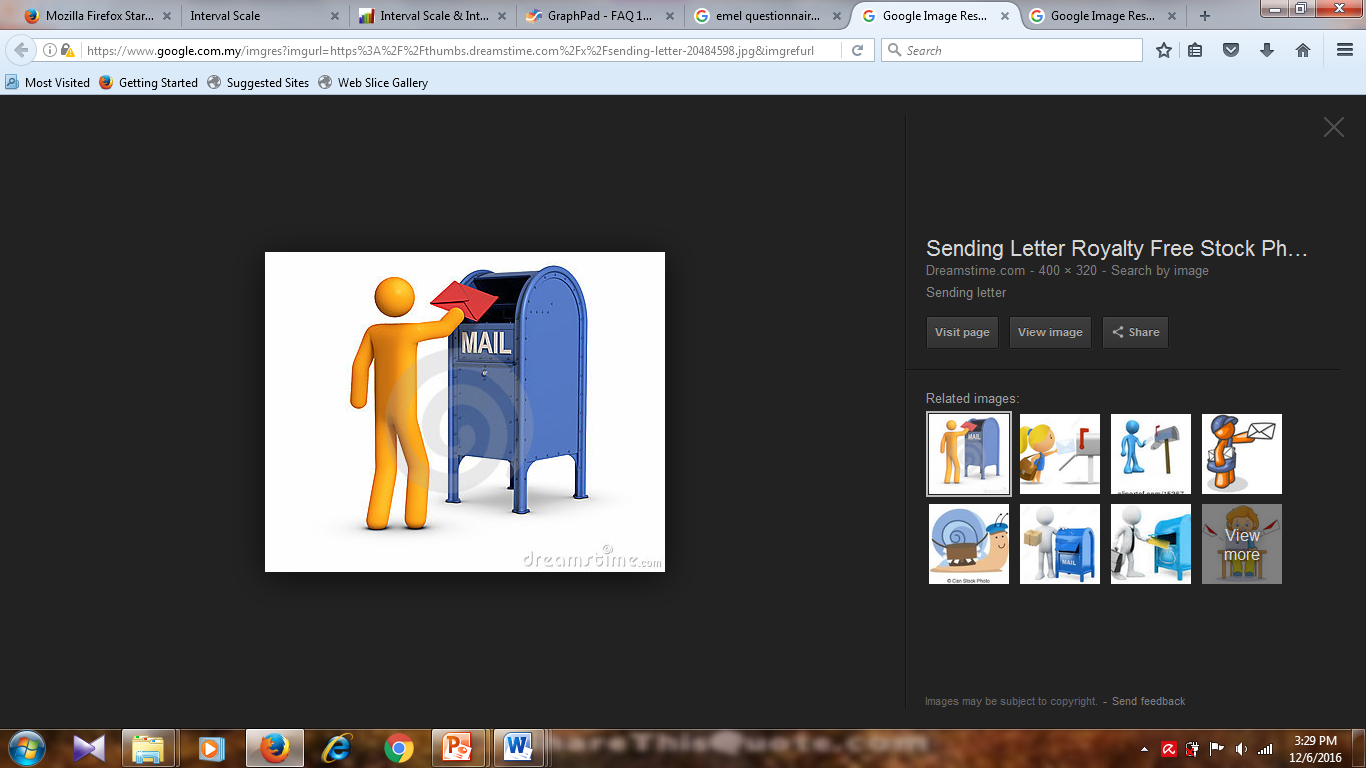 Mozilla Firefox Star...
Interval Scale
Interval Scale & Int...
GraphPad - FAQ 1...
emel questionnair...
Google Image Res...
Google Image Res...
https://www.google.com.my/imgres?imgurl=https%3A%2F%2Fthumbs.dreamstime.com%2Fx%2Fsending-letter-20484598.jpg&imgrefurl
Search
Most Visited
Getting Started
Suggested Sites
Web Slice Gallery
MAIL
dreamstime.com
Sending Letter Royalty Free Stock Ph...
Dreamstime.com - 400 × 320 - Search by image
Sending letter
Visit page
View image
Share
Related images:
MAIL
© Can Stock Photo
MAIL
View
more
Images may be subject to copyright. - Send feedback
3:29 PM
12/6/2016